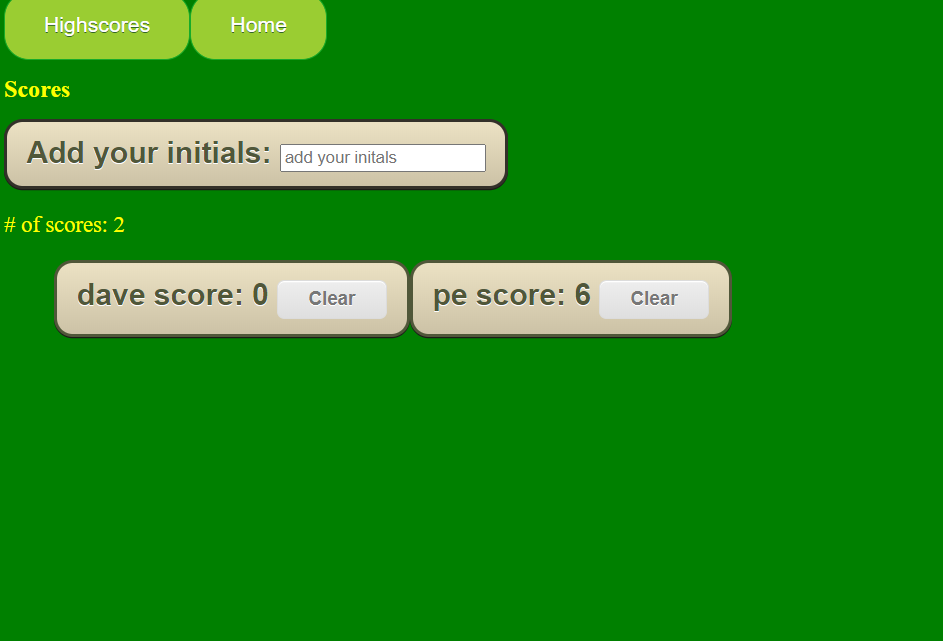 Highscores Home
Scores
Add your initials: add your initals
# of scores: 2
dave score: 0 Clear pe score: 6 Clear